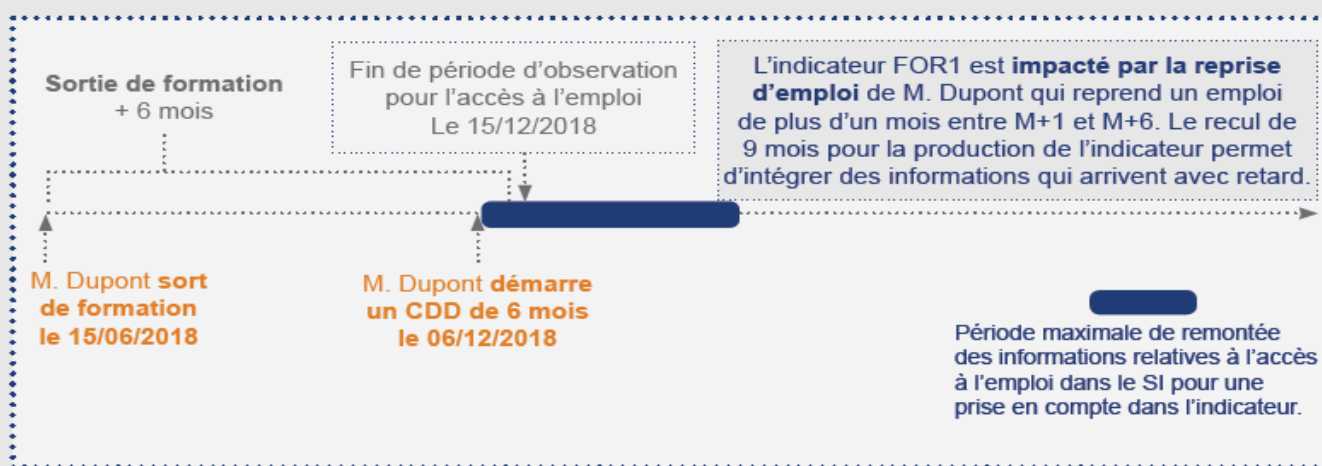 Sortie de formation
+ 6 mois
Fin de période d'observation
pour l'accès à l'emploi
Le 15/12/2018
L'indicateur FOR1 est impacté par la reprise
d'emploi de M. Dupont qui reprend un emploi
de plus d'un mois entre M+1 et M+6. Le recul de
9 mois pour la production de l'indicateur permet
d'intégrer des informations qui arrivent avec retard.
M. Dupont sort
de formation
le 15/06/2018
M. Dupont démarre
un CDD de 6 mois
le 06/12/2018
Période maximale de remontée
des informations relatives à l'accès
à l'emploi dans le SI pour une
prise en compte dans l'indicateur.